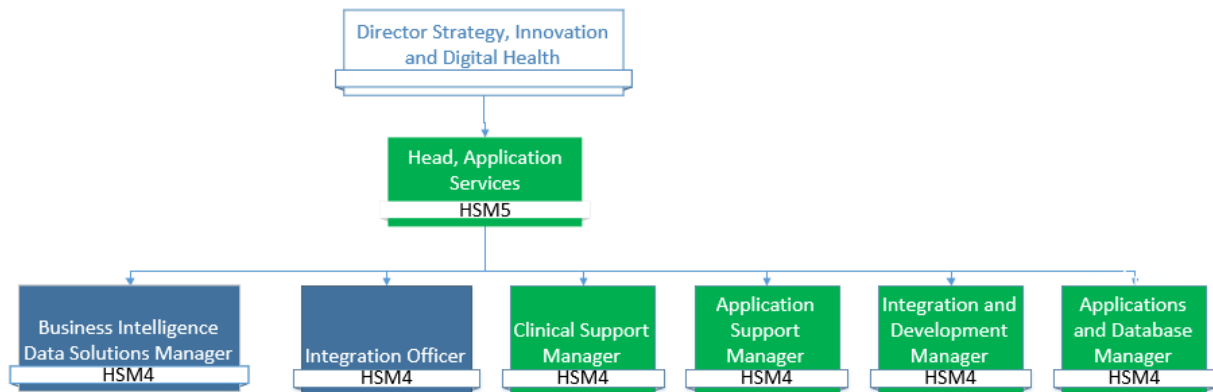 Director Strategy, Innovation
and Digital Health
Head, Application
Services
HSM5
Business Intelligence
Data Solutions Manager
HSM4
Integration Officer
HSM4
Clinical Support
Manager
HSM4
Application
Support
Manager
HSM4
Integration and
Development
Manager
HSM4
Applications
and Database
Manager
HSM4